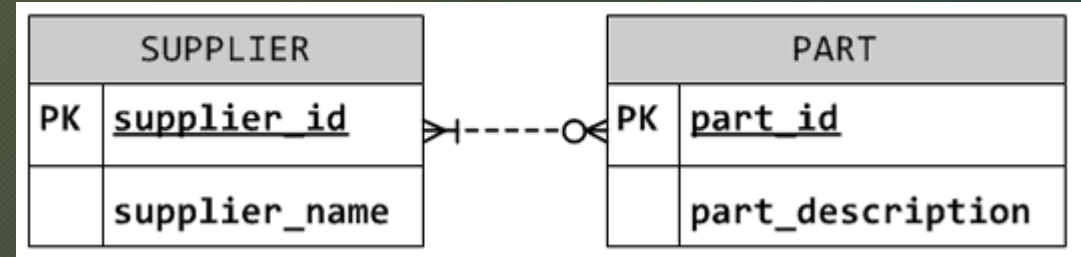 SUPPLIER
PK supplier_id
supplier_name
PART
PK part_id
part_description